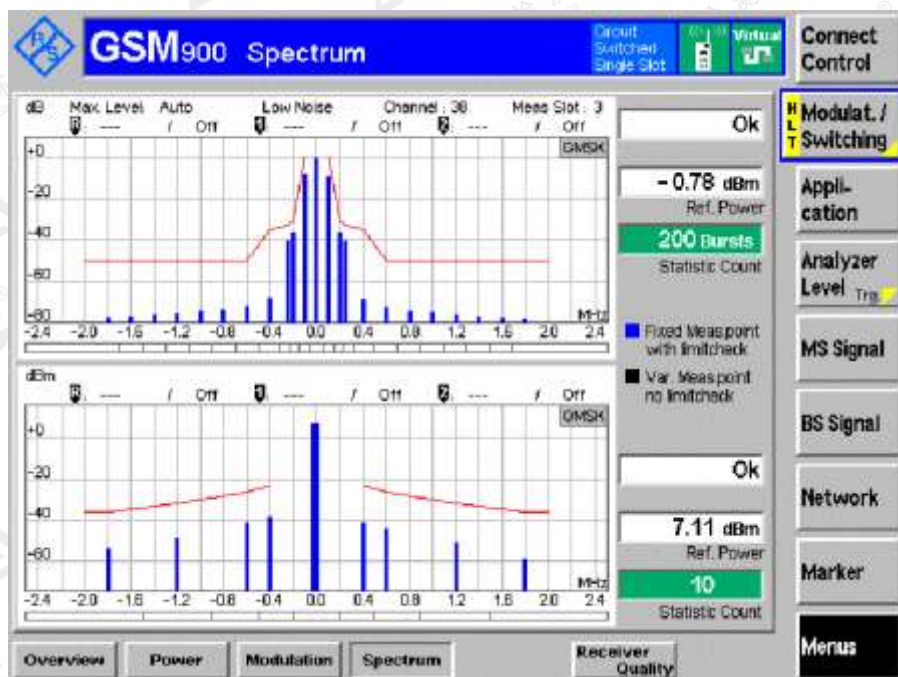 GSM900 Spectrum
Circuit
Switched
Single Slot
Virtual
Connect
Control
dB Max. Level Auto Low Noise Channel : 38 Meas Slot : 3
--- / Off --- / Off --- / Off
GMSK
+0
-20
-40
-60
-80
MHz
-2.4 -2.0 -1.6 -1.2 -0.8 -0.4 0.0 0.4 0.8 1.2 1.6 2.0 2.4
Ok
- 0.78 dBm
Ref. Power
200 Bursts
Statistic Count
Fixed Meas point
with limitcheck
Var. Meas point
no limitcheck
dBm
--- / Off --- / Off --- / Off
GMSK
+0
-20
-40
-60
MHz
-2.4 -2.0 -1.6 -1.2 -0.8 -0.4 0.0 0.4 0.8 1.2 1.6 2.0 2.4
Ok
7.11 dBm
Ref. Power
10
Statistic Count
H L T
Modulat. /
Switching
Appli-
cation
Analyzer
Level
MS Signal
BS Signal
Network
Marker
Menus
Overview
Power
Modulation
Spectrum
Receiver
Quality